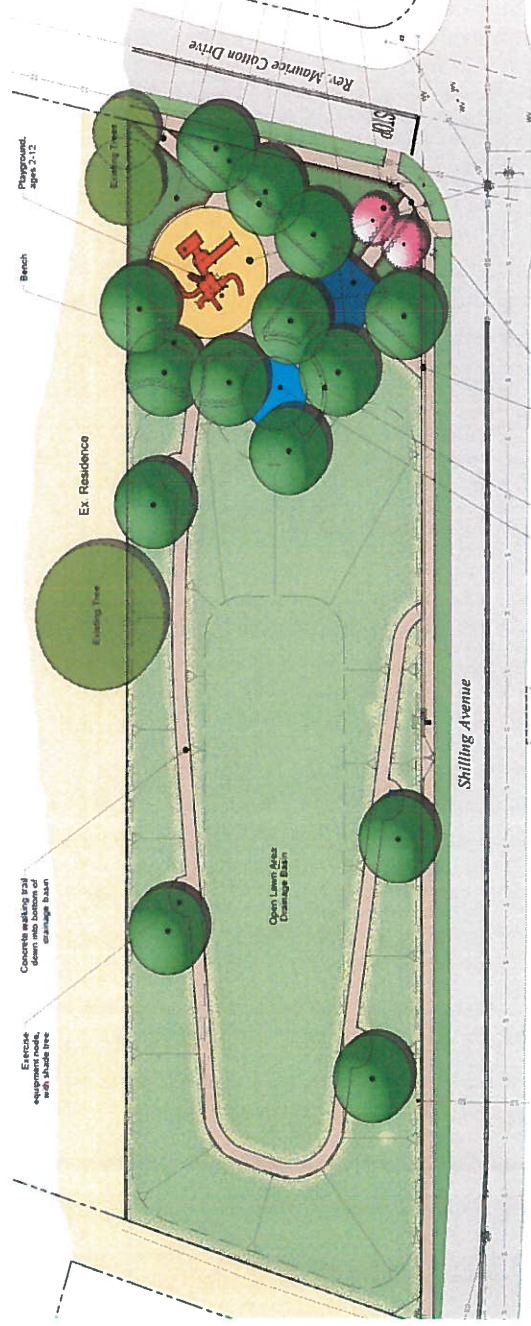 Rev. Maurice Cotton Drive
Stop
Playground,
ages 2-12
Existing Trees
Bench
Ex. Residence
Existing Tree
Shilling Avenue
Concrete walking trail
down into bottom of
drainage basin
Open Lawn Area
Drainage Basin
Exercise
equipment node,
with shade tree